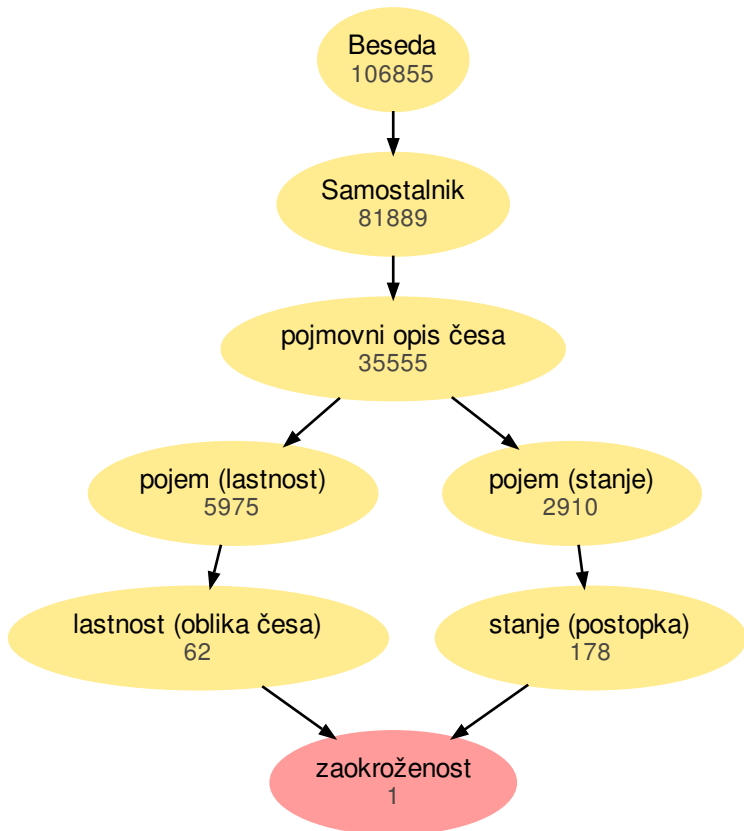 Beseda
106855
Samostalnik
81889
pojmovni opis česa
35555
pojem (lastnost)
5975
pojem (stanje)
2910
lastnost (oblika česa)
62
stanje (postopka)
178
zaokroženost
1